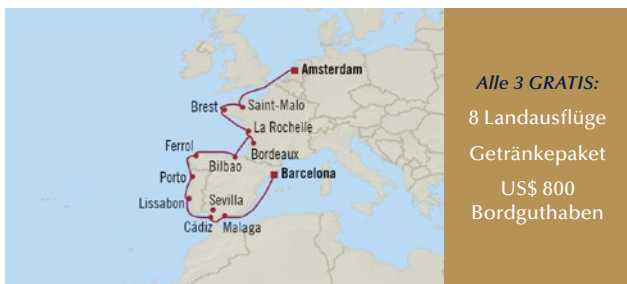 Amsterdam
Brest
Saint-Malo
La Rochelle
Ferrol
Bilbao
Bordeaux
Porto
Barcelona
Lissabon
Sevilla
Cádiz
Malaga
Alle 3 GRATIS:
8 Landausflüge
Getränkepaket
US$ 800
Bordguthaben